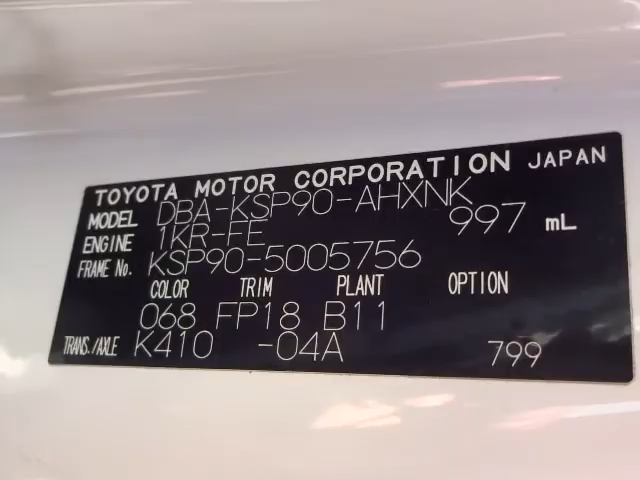 TOYOTA MOTOR CORPORATION JAPAN
MODEL DBA-KSP90-AHXNK
ENGINE 1KR-FE 997 mL
FRAME No. KSP90-5005756
COLOR TRIM PLANT OPTION
068 FP18 B11
TRANS./AXLE K410 -04A 799